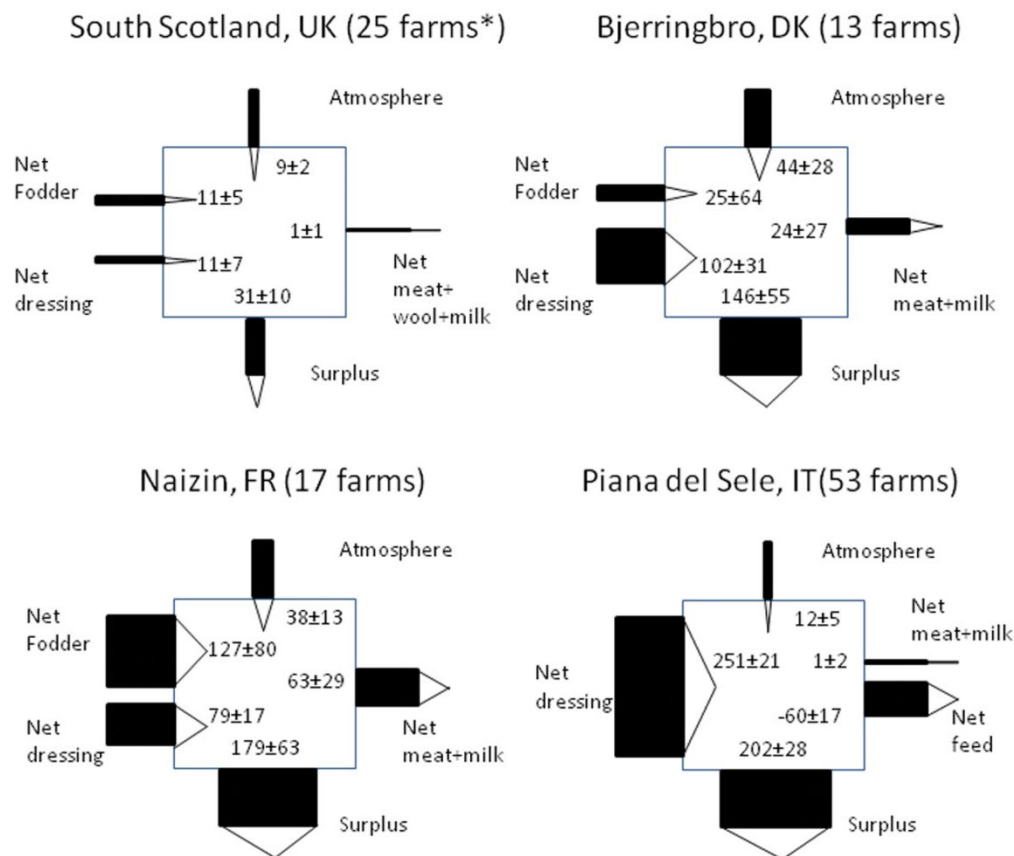 South Scotland, UK (25 farms*)
Atmosphere
Net
Fodder
9±2
11±5
1±1
Net
dressing
11±7
31±10
Net
meat+
wool+milk
Surplus
Bjerringbro, DK (13 farms)
Atmosphere
Net
Fodder
44±28
25±64
24±27
Net
dressing
102±31
146±55
Net
meat+milk
Surplus
Naizin, FR (17 farms)
Atmosphere
Net
Fodder
38±13
127±80
63±29
Net
dressing
79±17
179±63
Net
meat+milk
Surplus
Piana del Sele, IT(53 farms)
Atmosphere
12±5
Net
meat+milk
Net
dressing
251±21
1±2
-60±17
202±28
Net
feed
Surplus